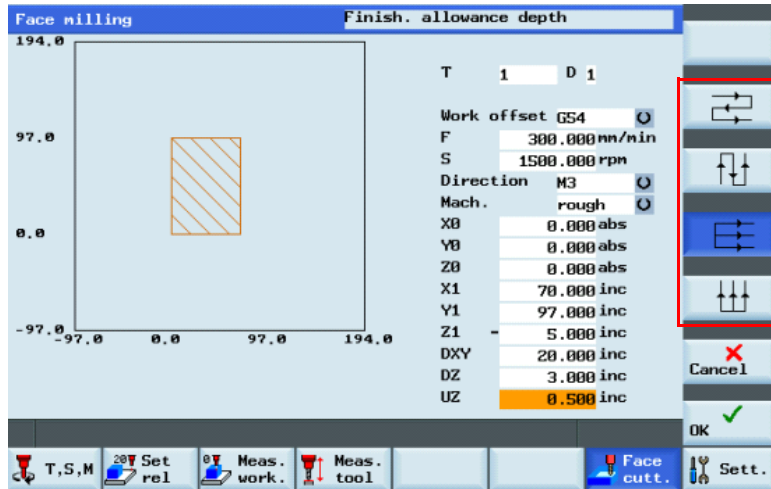 Face milling Finish. allowance depth
194.0
97.0
0.0
-97.0
-97.0 0.0 97.0 194.0
T 1 D 1
Work offset G54
F 300.000 mm/min
S 1500.000 rpm
Direction M3
Mach. rough
X0 0.000 abs
Y0 0.000 abs
Z0 0.000 abs
X1 70.000 inc
Y1 97.000 inc
Z1 - 5.000 inc
DXY 20.000 inc
DZ 3.000 inc
UZ 0.500 inc
Cancel
OK
T,S,M
20 Set rel
0 Meas. work.
Meas. tool
Face cutt.
Sett.